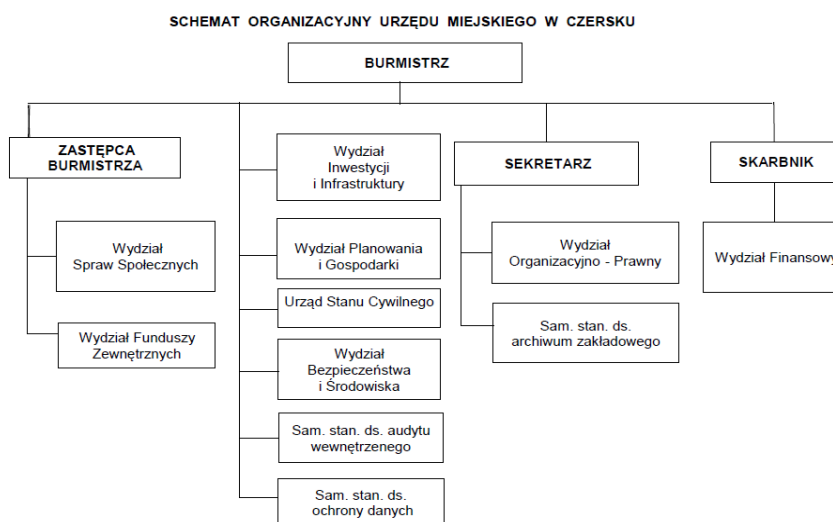 SCHEMAT ORGANIZACYJNY URZĘDU MIEJSKIEGO W CZERSKU
BURMISTRZ
ZASTĘPCA
BURMISTRZA
Wydział
Spraw Społecznych
Wydział Funduszy
Zewnętrznych
Wydział
Inwestycji
i Infrastruktury
Wydział Planowania
i Gospodarki
Urząd Stanu Cywilnego
Wydział
Bezpieczeństwa
i Środowiska
Sam. stan. ds. audytu
wewnętrzenego
Sam. stan. ds.
ochrony danych
SEKRETARZ
Wydział
Organizacyjno - Prawny
Sam. stan. ds.
archiwum zakładowego
SKARBNIK
Wydział Finansowy